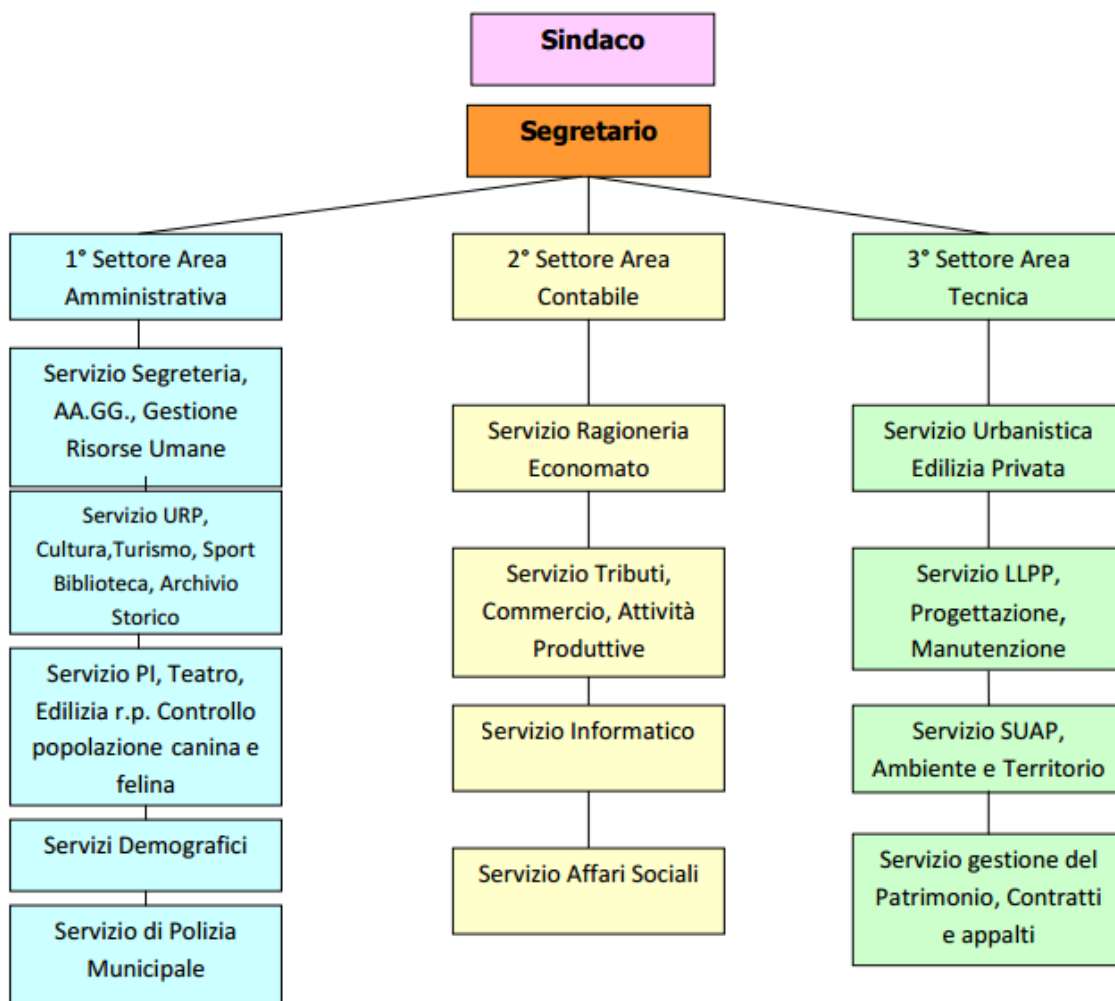 Sindaco
Segretario
1° Settore Area
Amministrativa
Servizio Segreteria,
AA.GG., Gestione
Risorse Umane
Servizio URP,
Cultura,Turismo, Sport
Biblioteca, Archivio
Storico
Servizio PI, Teatro,
Edilizia r.p. Controllo
popolazione canina e
felina
Servizi Demografici
Servizio di Polizia
Municipale
2° Settore Area
Contabile
Servizio Ragioneria
Economato
Servizio Tributi,
Commercio, Attività
Produttive
Servizio Informatico
Servizio Affari Sociali
3° Settore Area
Tecnica
Servizio Urbanistica
Edilizia Privata
Servizio LLPP,
Progettazione,
Manutenzione
Servizio SUAP,
Ambiente e Territorio
Servizio gestione del
Patrimonio, Contratti
e appalti